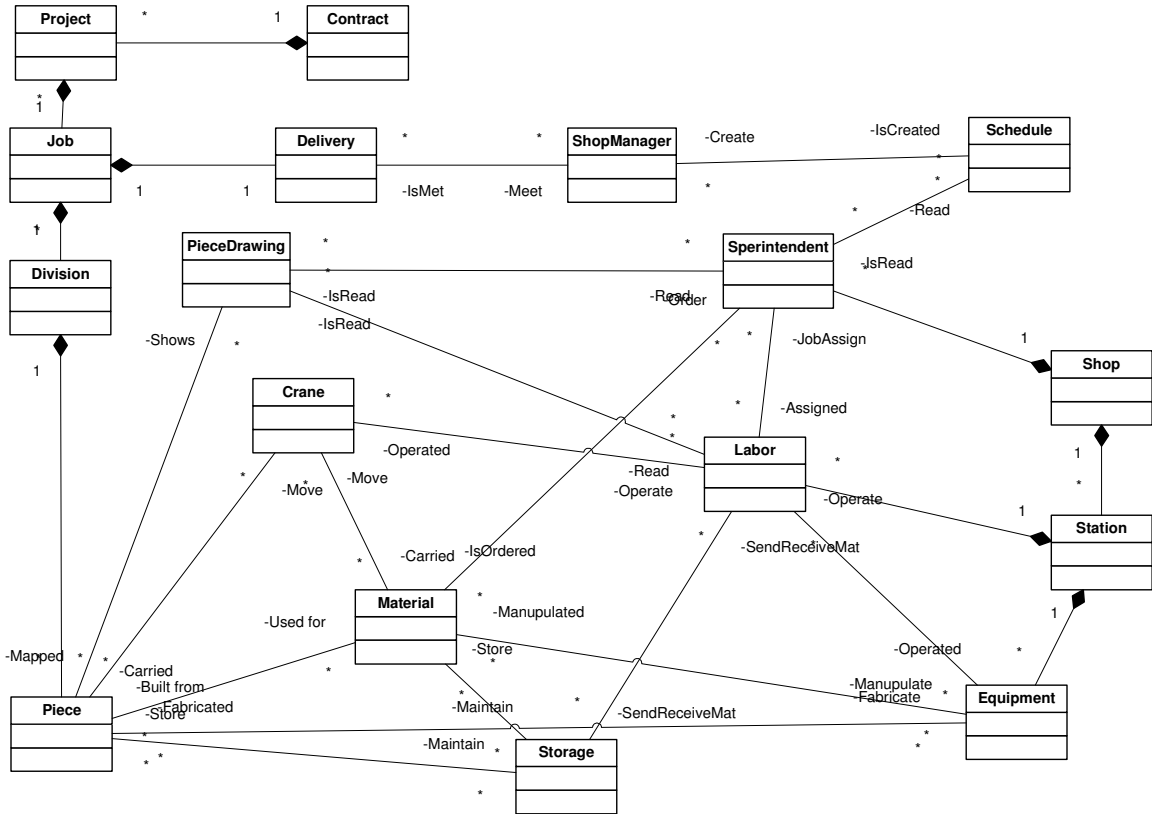 Project
*
1
Contract
*
1
Job
Delivery
*
*
ShopManager
-Create
-IsCreated
Schedule
*
1
1
-IsMet
-Meet
*
*
-Read
*
*
1
PieceDrawing
*
*
Sperintendent
Division
*
-IsRead
*
-IsRead
-Read
-Order
-IsRead
-Shows
*
*
*
-JobAssign
1
Shop
1
Crane
*
*
-Assigned
*
*
Labor
-Operated
*
1
*
-Move
*
-Move
-Read
-Operate
-Operate
*
1
Station
*
-SendReceiveMat
*
*
-Carried
-IsOrdered
Material
*
-Manupulated
1
-Used for
-Store
-Operated
*
-Mapped
*
*
*
-Carried
*
*
-Built from
*
-Manupulate
*
Equipment
Piece
-Fabricated
-Store
-Maintain
*
-SendReceiveMat
-Fabricate
*
*
*
*
-Maintain
*
Storage
*
*